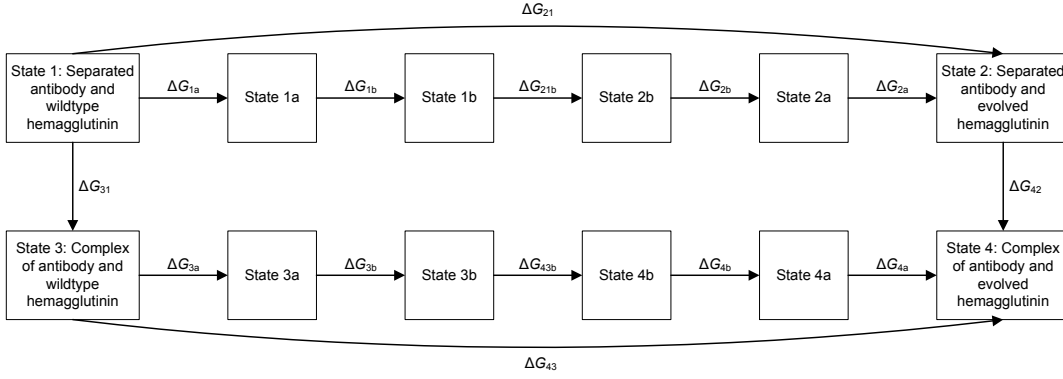 ΔG21
State 1: Separated
antibody and
wildtype
hemagglutinin
ΔG1a
State 1a
ΔG1b
State 1b
ΔG21b
State 2b
ΔG2b
State 2a
ΔG2a
State 2: Separated
antibody and
evolved
hemagglutinin
ΔG31
ΔG42
State 3: Complex
of antibody and
wildtype
hemagglutinin
ΔG3a
State 3a
ΔG3b
State 3b
ΔG43b
State 4b
ΔG4b
State 4a
ΔG4a
State 4: Complex
of antibody and
evolved
hemagglutinin
ΔG43